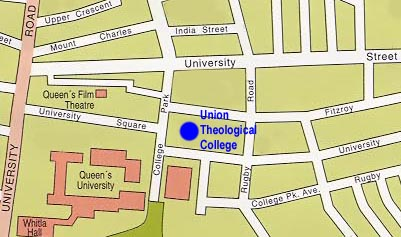 Upper Crescent
ROAD
India Street
Mount Charles
University Street
Queen's Film
Theatre
Park
Road
Union
Theological
College
Fitzroy
University Square
University
College
Queen's
University
Rugby
College Pk. Ave.
Rugby
UNIVERSITY
Whitla
Hall